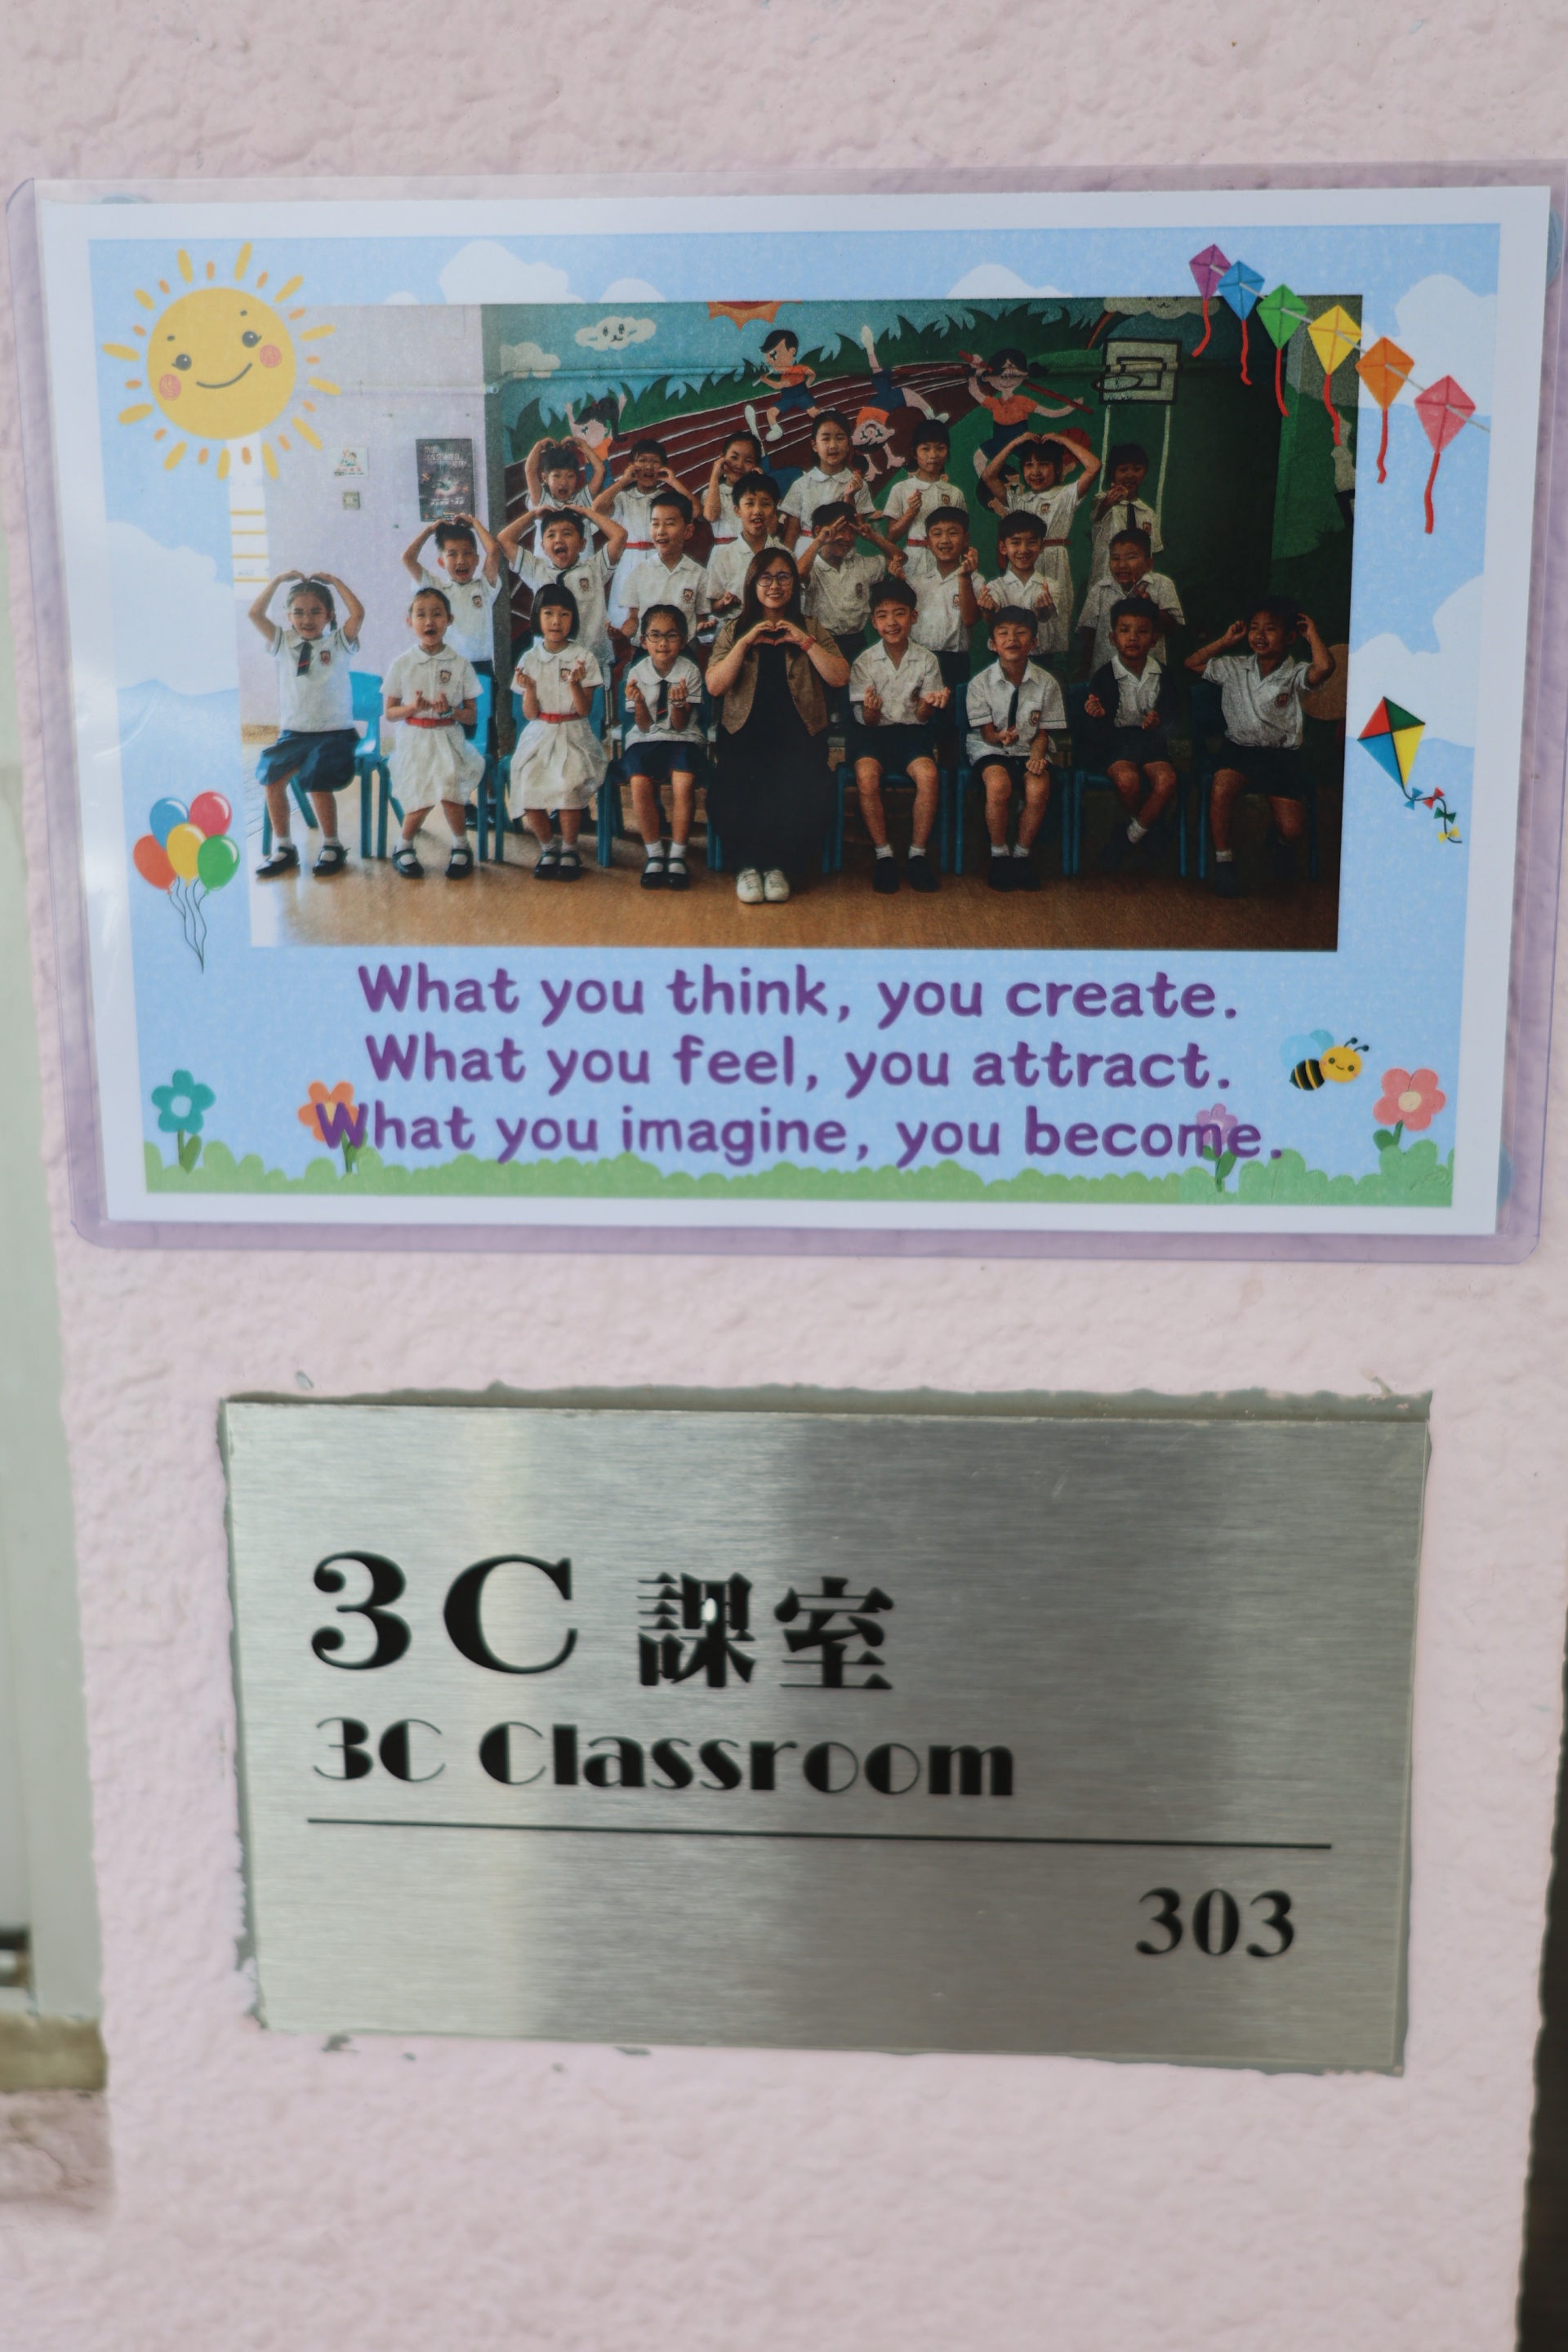 What you think, you create.
What you feel, you attract.
What you imagine, you become.
3C 課室
3C Classroom
303